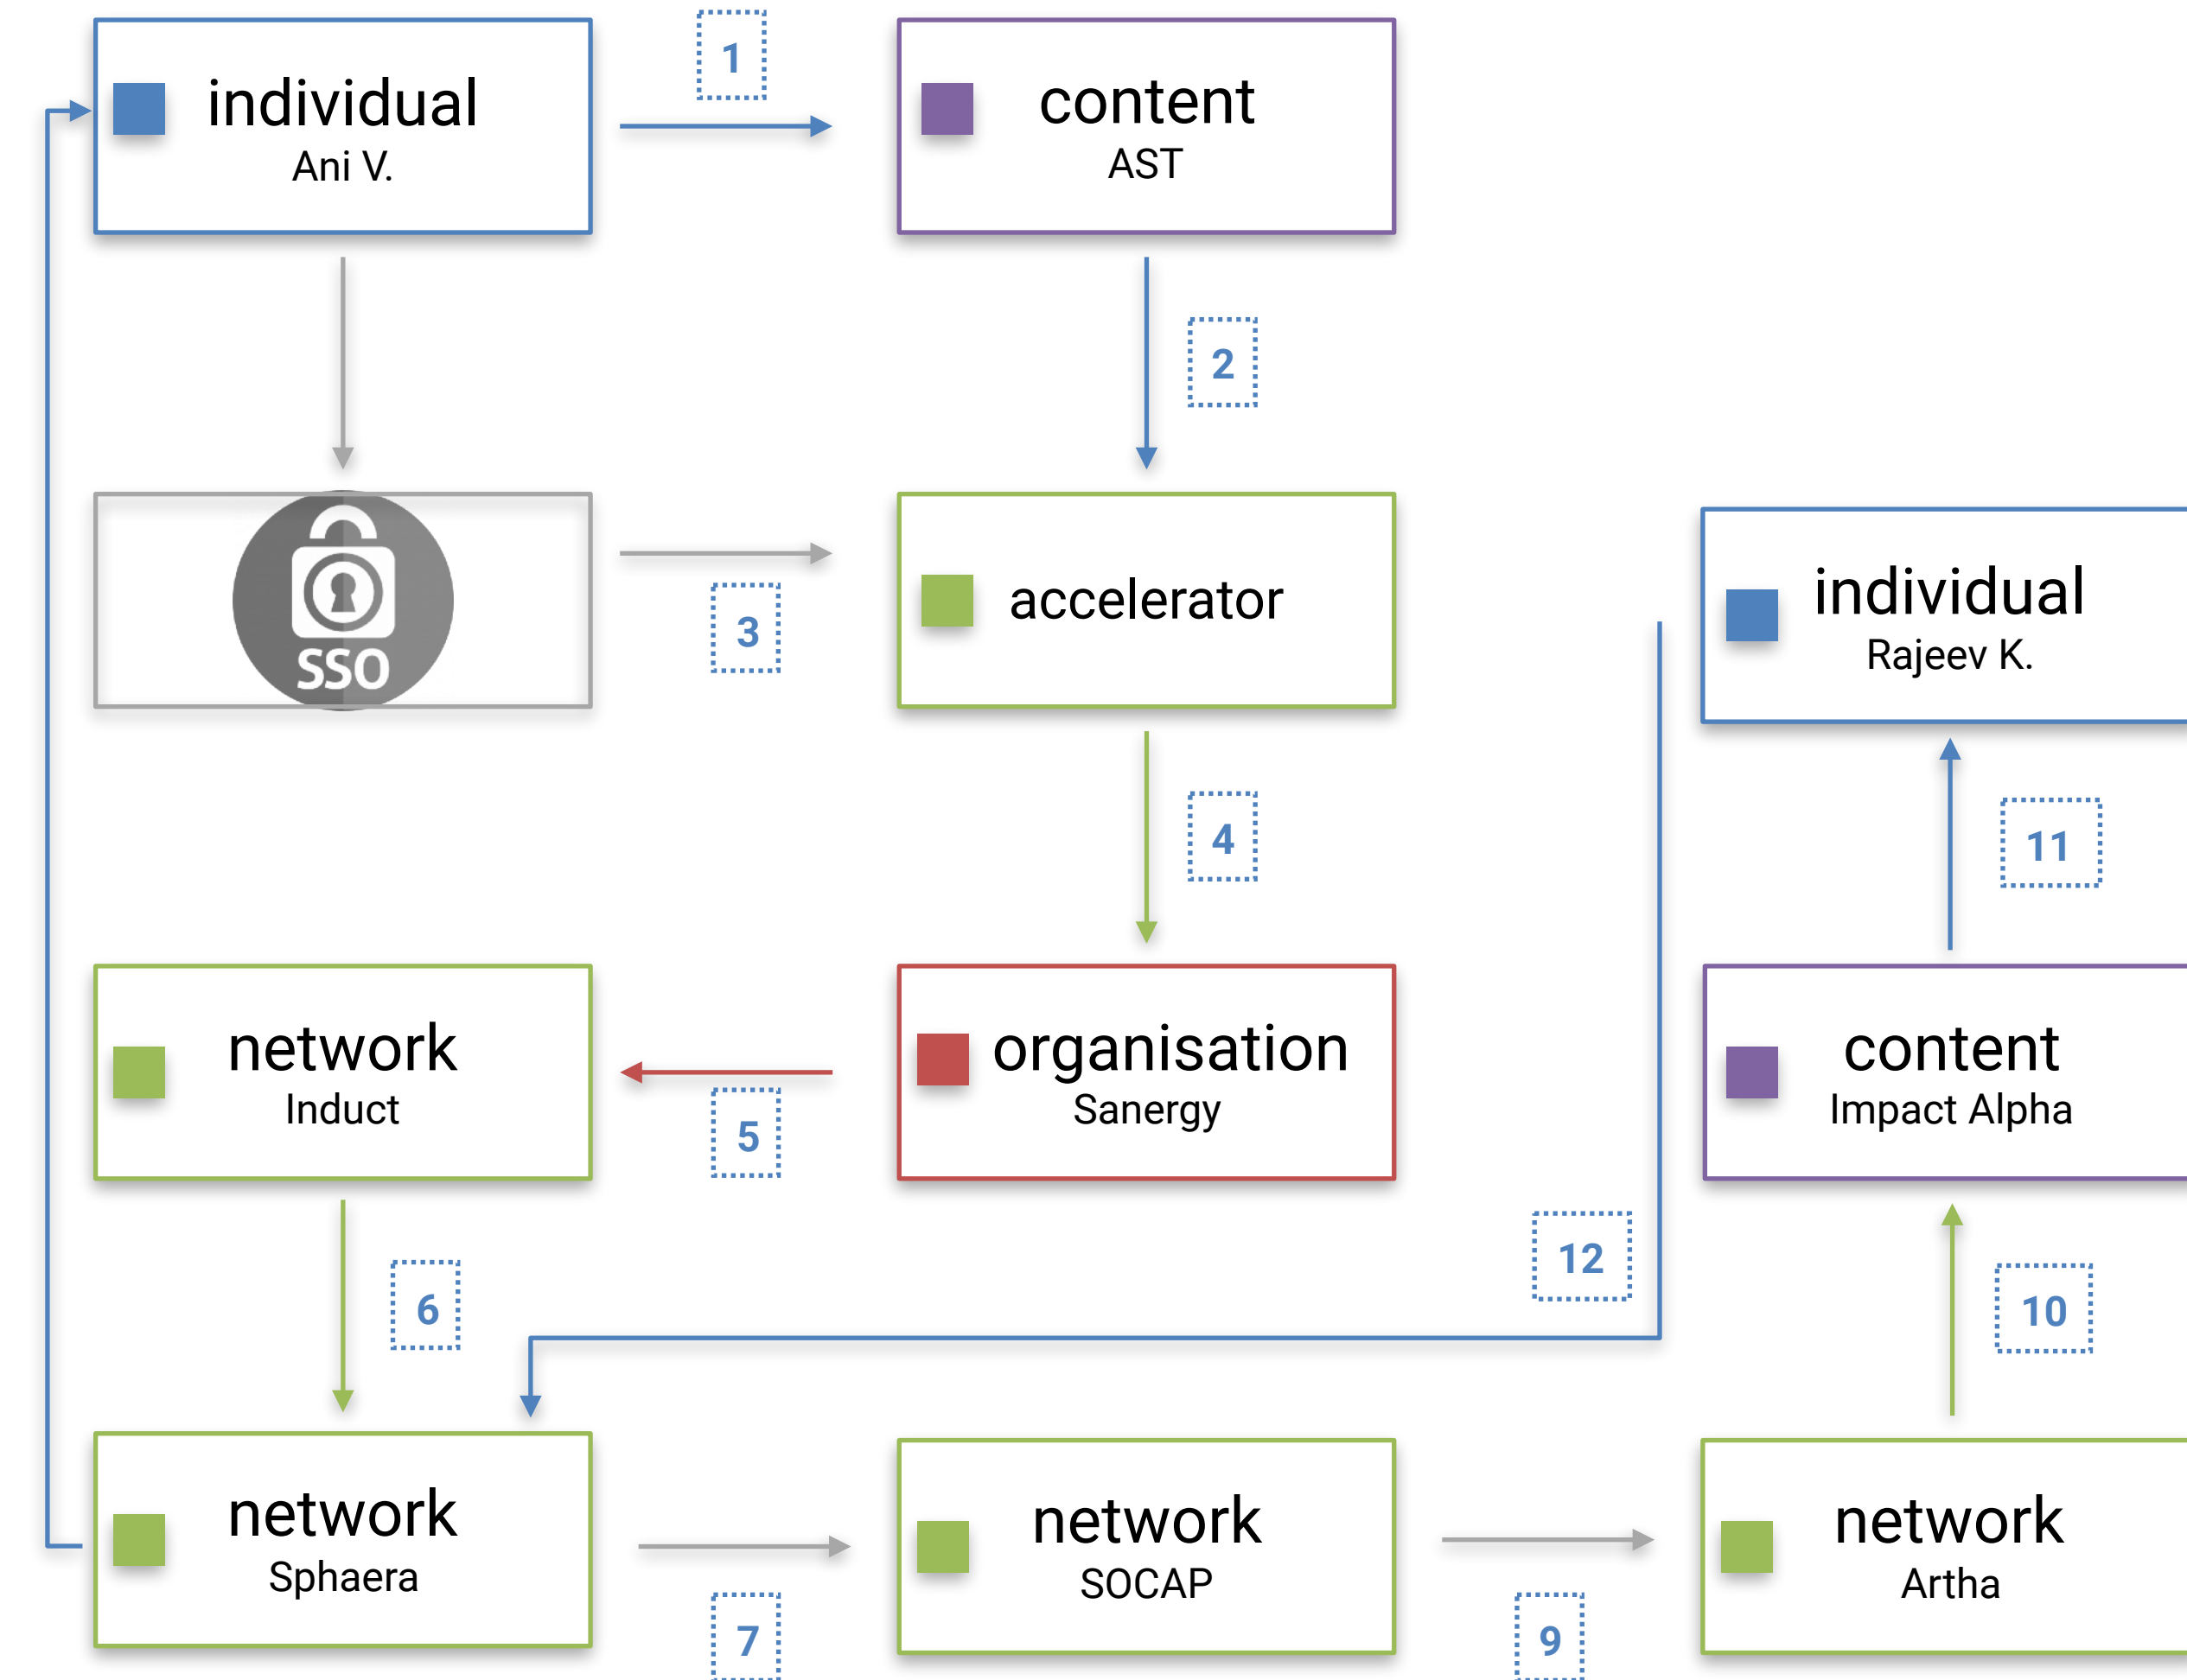 individual
Ani V.
1
content
AST
2
SSO
3
accelerator
individual
Rajeev K.
4
11
network
Induct
5
organisation
Sanergy
content
Impact Alpha
6
12
10
network
Sphaera
7
network
SOCAP
9
network
Artha